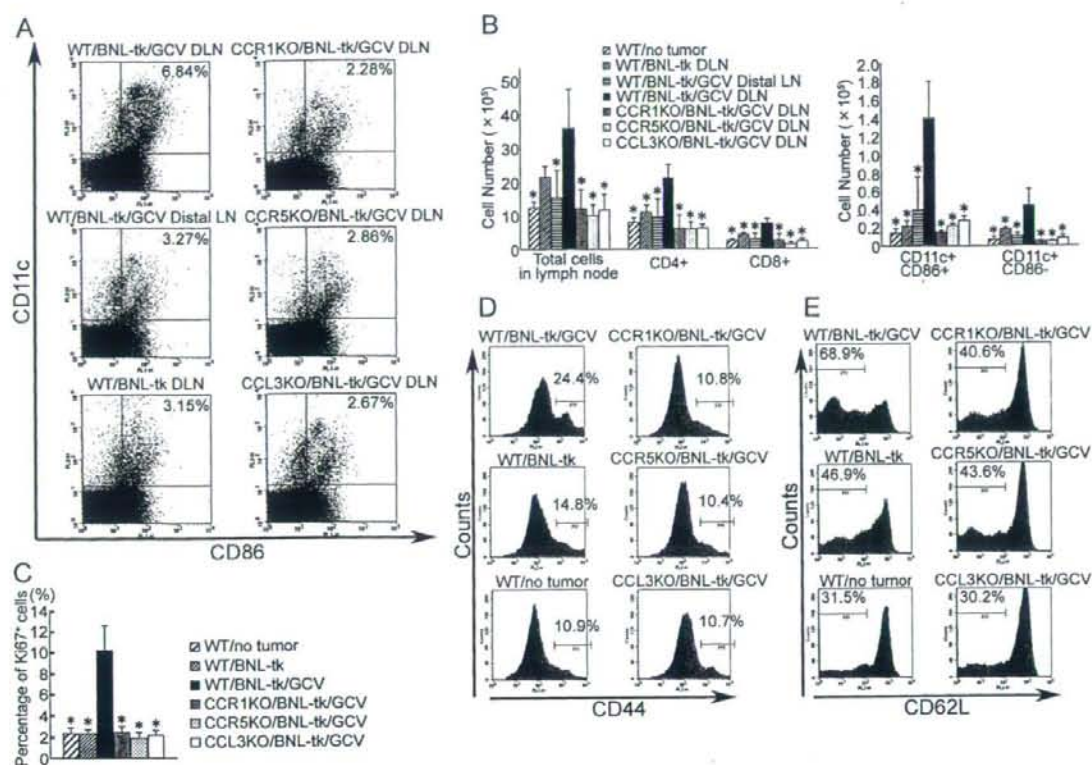 A
WT/BNL-tk/GCV DLN
CCR1KO/BNL-tk/GCV DLN
6.84%
2.28%
WT/BNL-tk/GCV Distal LN
CCR5KO/BNL-tk/GCV DLN
3.27%
2.86%
WT/BNL-tk DLN
CCL3KO/BNL-tk/GCV DLN
3.15%
2.67%
CD11c
CD86
B
WT/no tumor
WT/BNL-tk DLN
WT/BNL-tk/GCV Distal LN
WT/BNL-tk/GCV DLN
CCR1KO/BNL-tk/GCV DLN
CCR5KO/BNL-tk/GCV DLN
CCL3KO/BNL-tk/GCV DLN
Cell Number ( × 10⁵)
50
40
30
20
10
0
* * * * * *
* * * * * *
* * * * * *
Total cells
in lymph node
CD4+
CD8+
Cell Number ( × 10⁵)
2.0
1.8
1.6
1.4
1.2
1.0
0.8
0.6
0.4
0.2
0
* * * * * *
* * * * * *
CD11c+
CD86+
CD11c+
CD86-
C
Percentage of Ki67⁺ cells (%)
14
12
10
8
6
4
2
0
* * * * *
WT/no tumor
WT/BNL-tk
WT/BNL-tk/GCV
CCR1KO/BNL-tk/GCV
CCR5KO/BNL-tk/GCV
CCL3KO/BNL-tk/GCV
D
WT/BNL-tk/GCV
CCR1KO/BNL-tk/GCV
24.4%
10.8%
WT/BNL-tk
CCR5KO/BNL-tk/GCV
14.8%
10.4%
WT/no tumor
CCL3KO/BNL-tk/GCV
10.9%
10.7%
Counts
CD44
E
WT/BNL-tk/GCV
CCR1KO/BNL-tk/GCV
68.9%
40.6%
WT/BNL-tk
CCR5KO/BNL-tk/GCV
46.9%
43.6%
WT/no tumor
CCL3KO/BNL-tk/GCV
31.5%
30.2%
Counts
CD62L